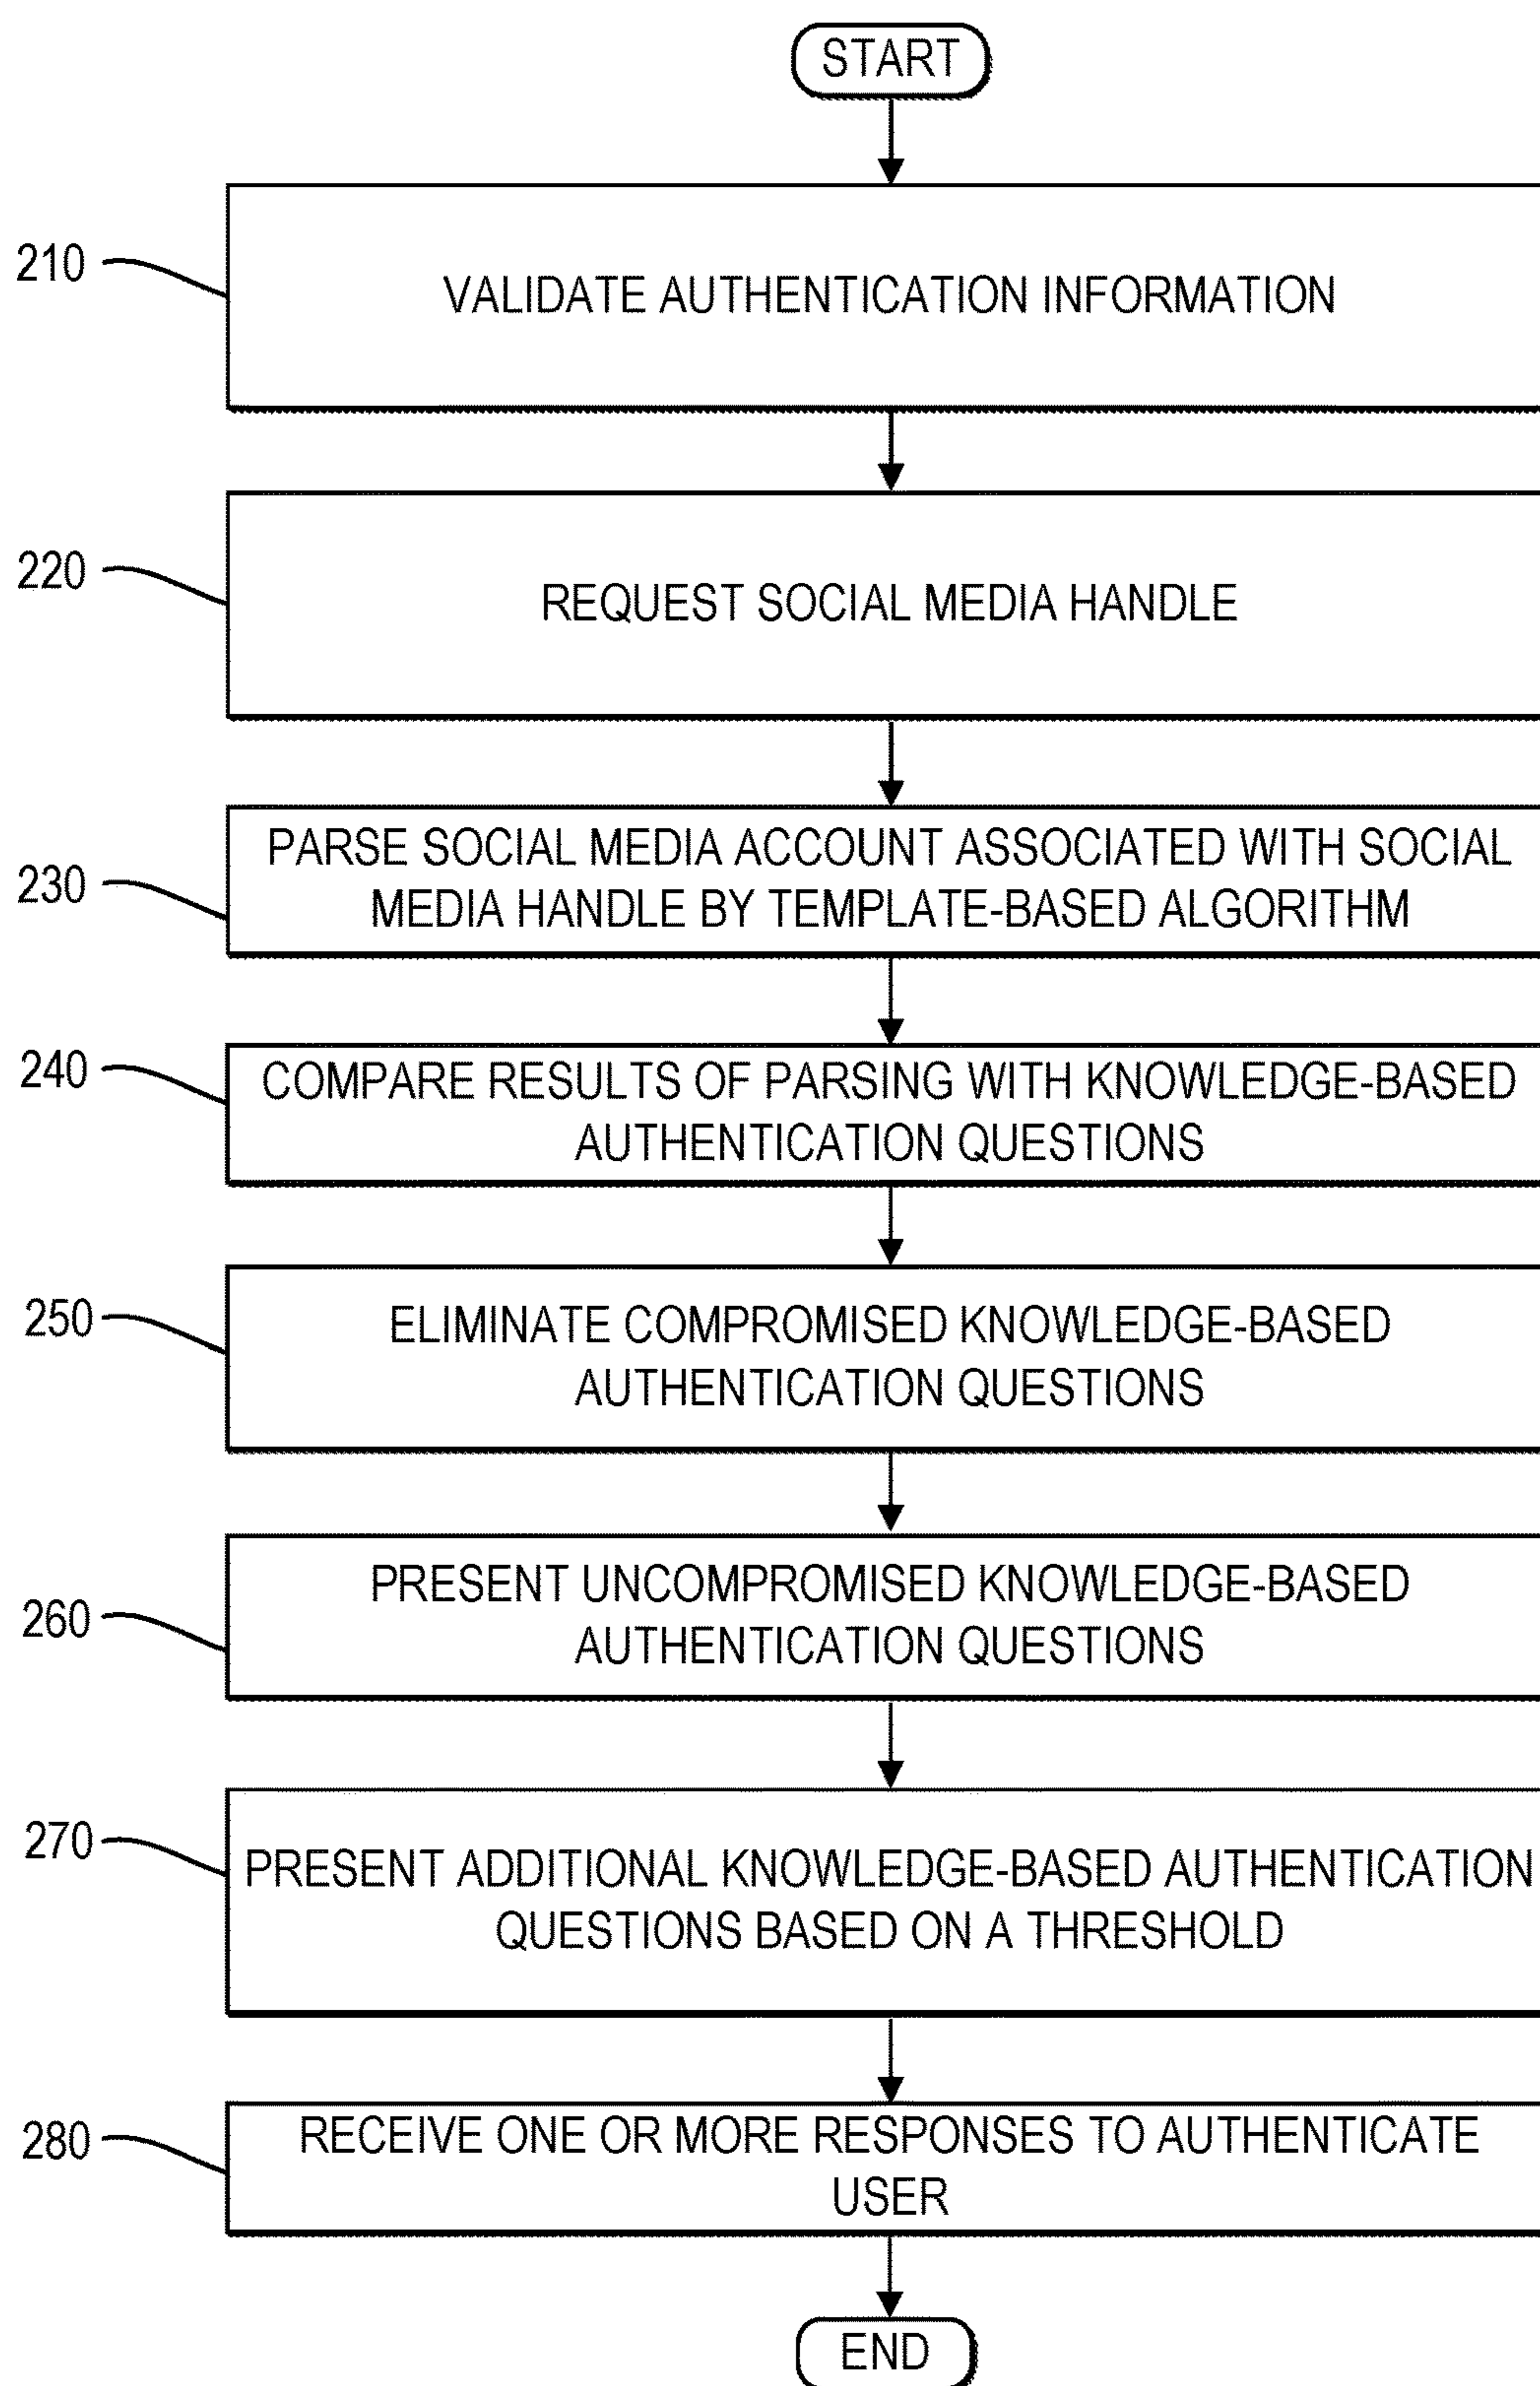 START
210
VALIDATE AUTHENTICATION INFORMATION
220
REQUEST SOCIAL MEDIA HANDLE
230
PARSE SOCIAL MEDIA ACCOUNT ASSOCIATED WITH SOCIAL
MEDIA HANDLE BY TEMPLATE-BASED ALGORITHM
240
COMPARE RESULTS OF PARSING WITH KNOWLEDGE-BASED
AUTHENTICATION QUESTIONS
250
ELIMINATE COMPROMISED KNOWLEDGE-BASED
AUTHENTICATION QUESTIONS
260
PRESENT UNCOMPROMISED KNOWLEDGE-BASED
AUTHENTICATION QUESTIONS
270
PRESENT ADDITIONAL KNOWLEDGE-BASED AUTHENTICATION
QUESTIONS BASED ON A THRESHOLD
280
RECEIVE ONE OR MORE RESPONSES TO AUTHENTICATE
USER
END